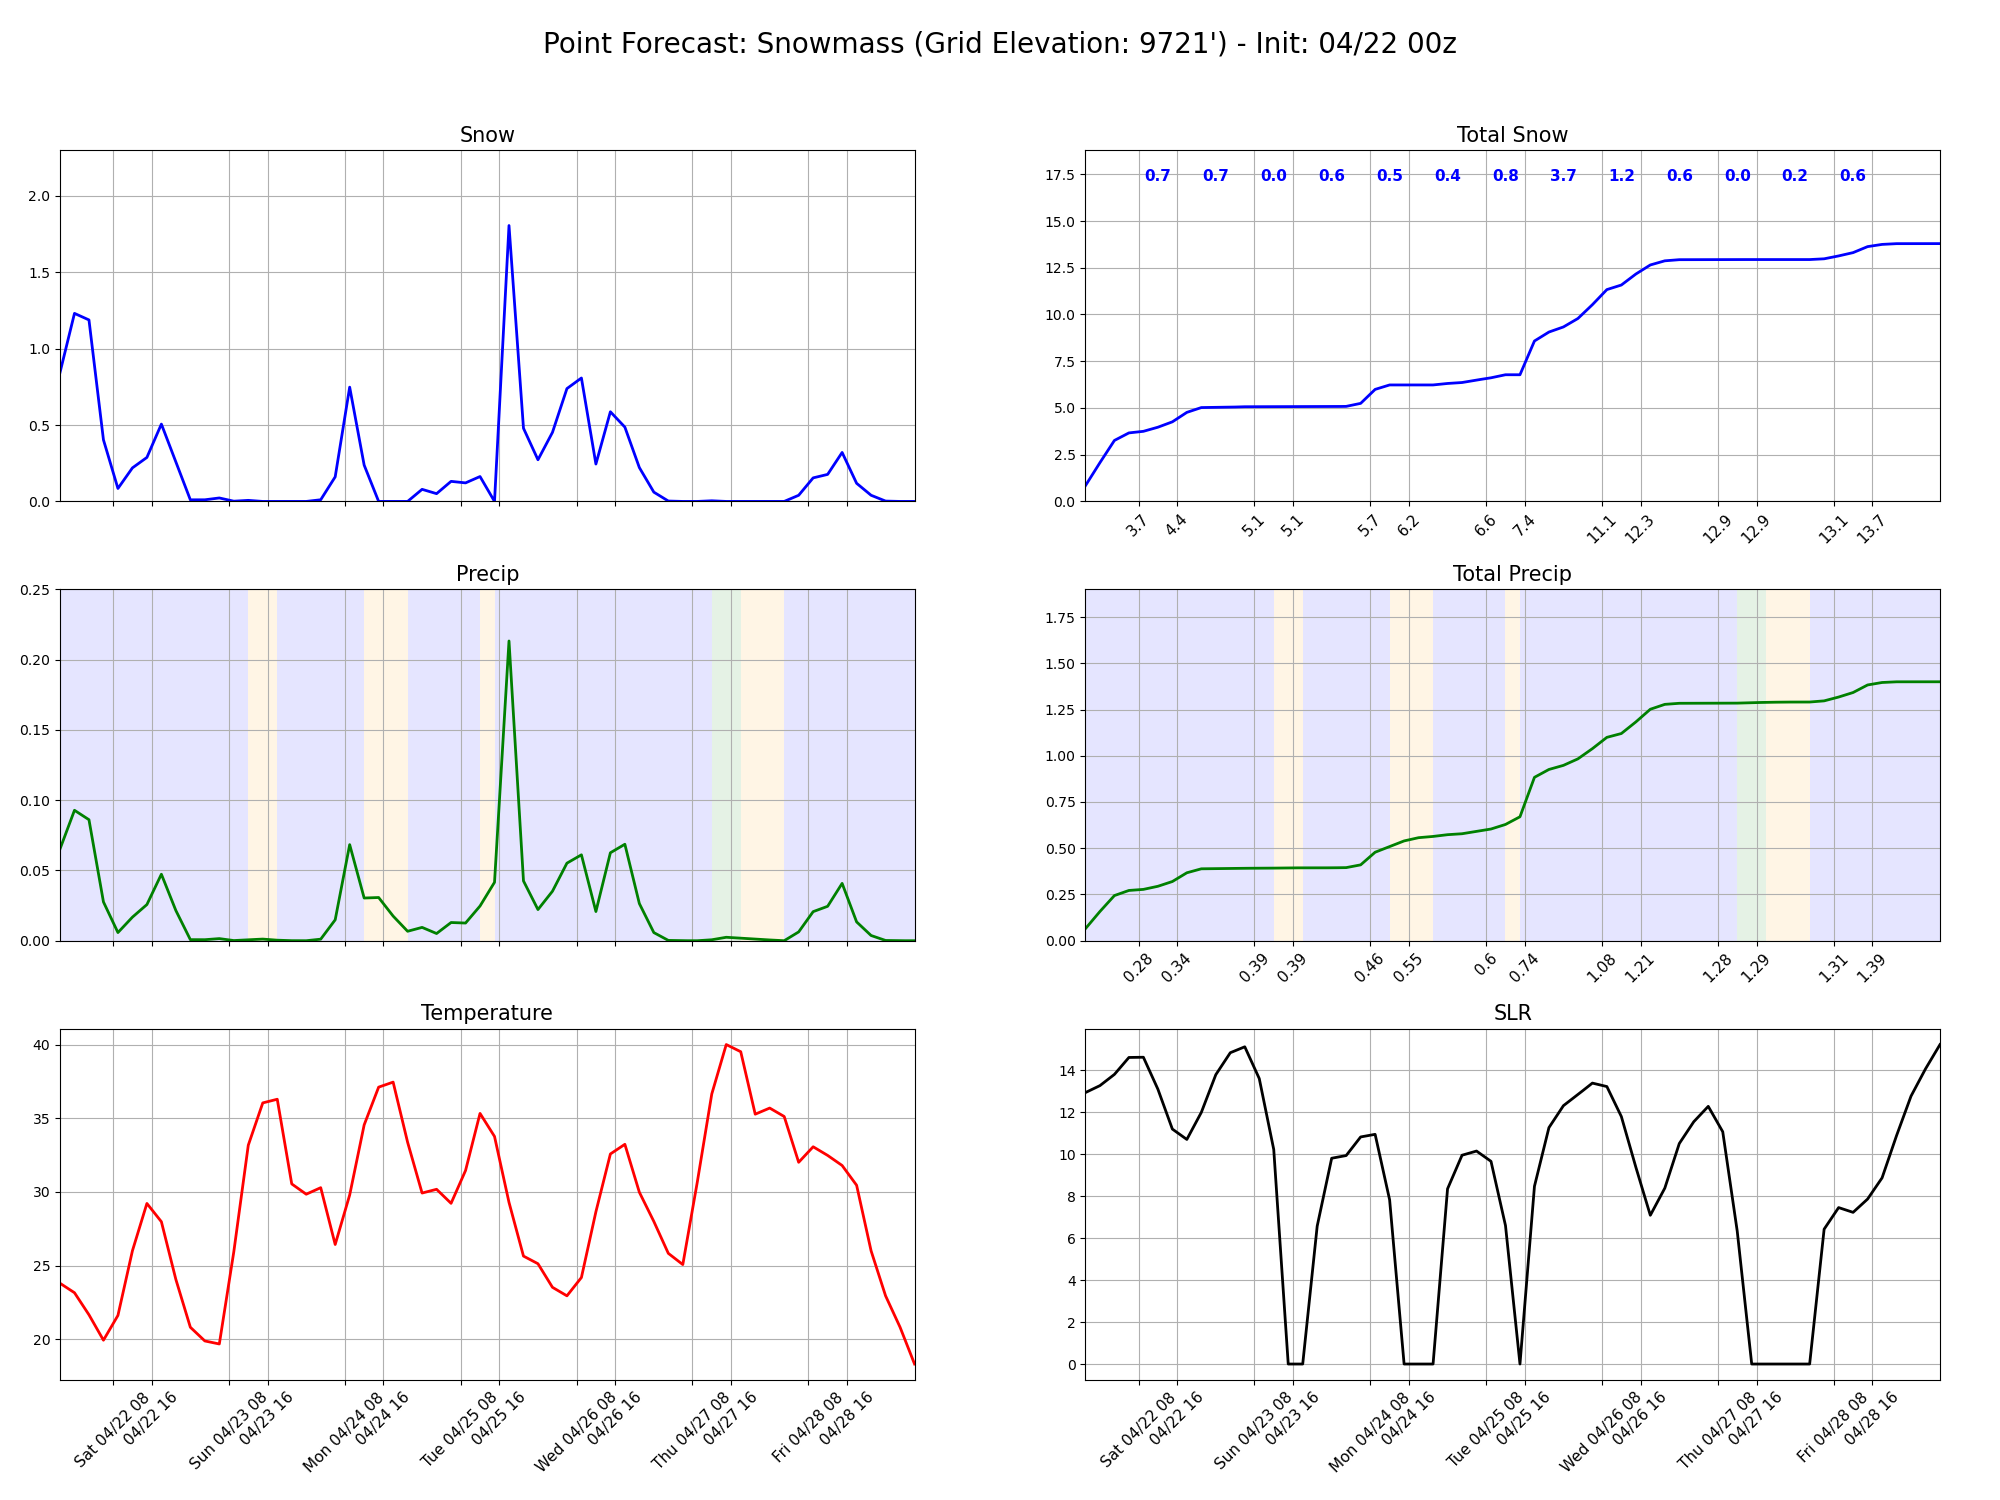 Point Forecast: Snowmass (Grid Elevation: 9721') - Init: 04/22 00z
Snow
2.0
1.5
1.0
0.5
0.0
Total Snow
17.5
15.0
12.5
10.0
7.5
5.0
2.5
0.0
0.7 0.7 0.0 0.6 0.5 0.4 0.8 3.7 1.2 0.6 0.0 0.2 0.6
3.7 4.4 5.1 5.1 5.7 6.2 6.6 7.4 11.1 12.3 12.9 12.9 13.1 13.7
Precip
0.25
0.20
0.15
0.10
0.05
0.00
Total Precip
1.75
1.50
1.25
1.00
0.75
0.50
0.25
0.00
0.28 0.34 0.39 0.39 0.46 0.55 0.6 0.74 1.08 1.21 1.28 1.29 1.31 1.39
Temperature
40
35
30
25
20
Sat 04/22 08
04/22 16
Sun 04/23 08
04/23 16
Mon 04/24 08
04/24 16
Tue 04/25 08
04/25 16
Wed 04/26 08
04/26 16
Thu 04/27 08
04/27 16
Fri 04/28 08
04/28 16
SLR
14
12
10
8
6
4
2
0
Sat 04/22 08
04/22 16
Sun 04/23 08
04/23 16
Mon 04/24 08
04/24 16
Tue 04/25 08
04/25 16
Wed 04/26 08
04/26 16
Thu 04/27 08
04/27 16
Fri 04/28 08
04/28 16